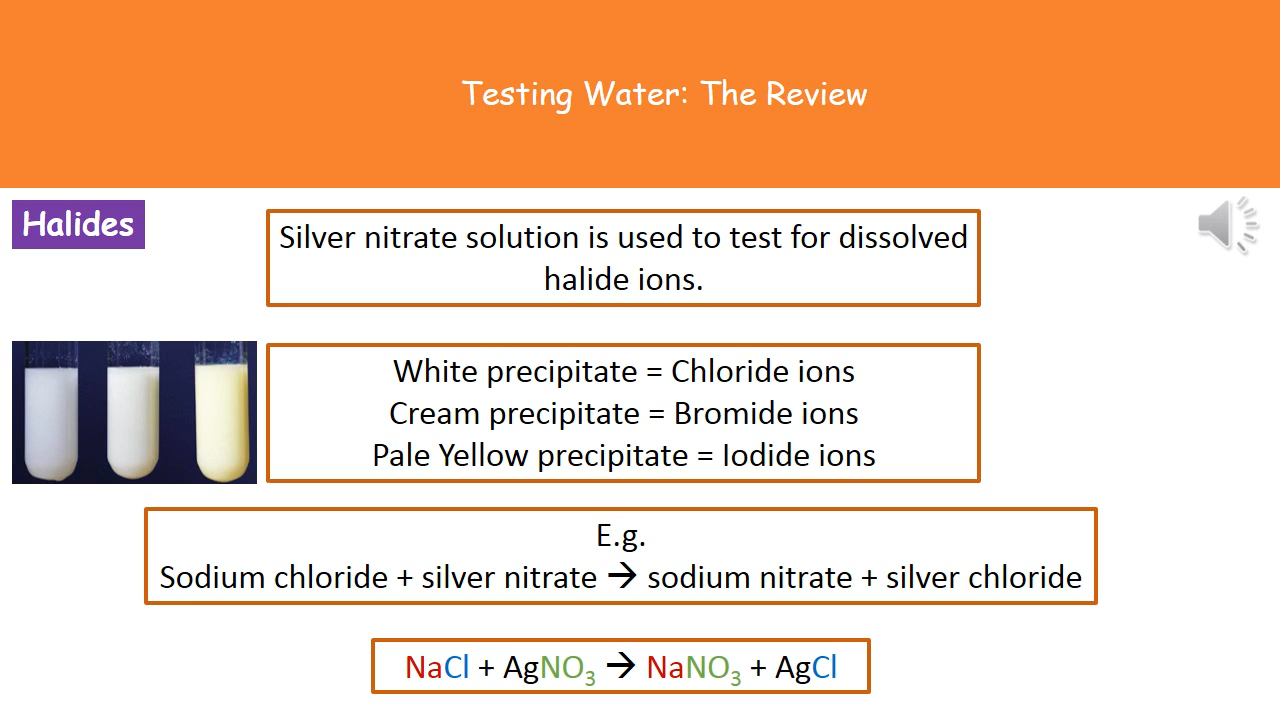 Testing Water: The Review
Halides
Silver nitrate solution is used to test for dissolved
halide ions.
White precipitate = Chloride ions
Cream precipitate = Bromide ions
Pale Yellow precipitate = Iodide ions
E.g.
Sodium chloride + silver nitrate → sodium nitrate + silver chloride
NaCl + AgNO₃ → NaNO₃ + AgCl